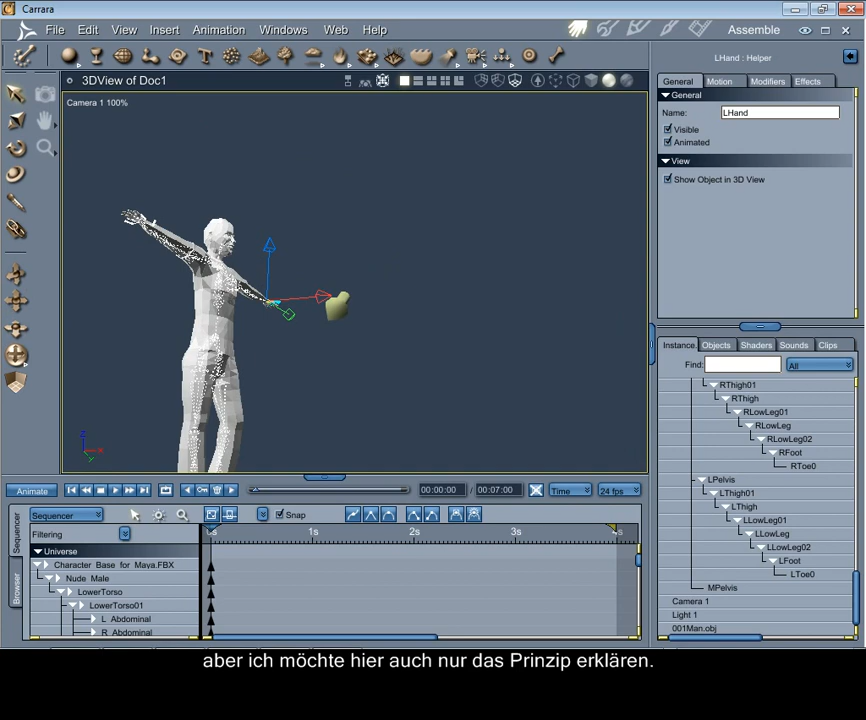 Carrara
File Edit View Insert Animation Windows Web Help
Assemble
3DView of Doc1
LHand : Helper
General Motion Modifiers Effects
Camera 1 100%
General
Name: LHand
Visible
Animated
View
Show Object in 3D View
Instance. Objects Shaders Sounds Clips
Find: All
RThigh01
RThigh
RLowLeg01
RLowLeg
RLowLeg02
RFoot
RToe0
LPelvis
LThigh01
LThigh
LLowLeg01
LLowLeg
LLowLeg02
LFoot
LToe0
MPelvis
Camera 1
Light 1
001Man.obj
Animate 00:00:00 / 00:07:00 Time 24 fps
Sequencer
Browser
Sequencer Snap
Filtering
0s 1s 2s 3s 4s
Universe
Character Base for Maya.FBX
Nude Male
LowerTorso
LowerTorso01
L Abdominal
R Abdominal
aber ich möchte hier auch nur das Prinzip erklären.